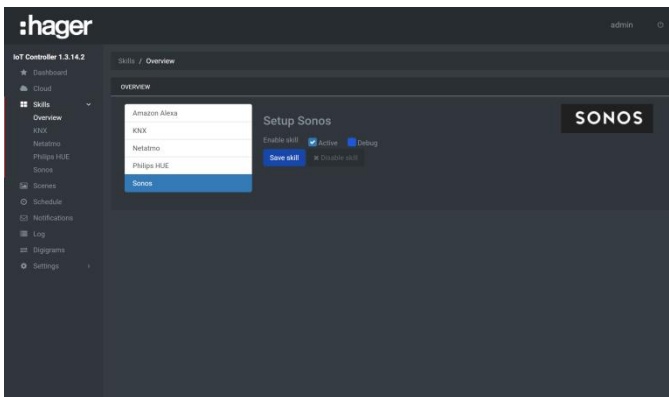 :hager
admin
IoT Controller 1.3.14.2
Dashboard
Cloud
Skills
Overview
KNX
Netatmo
Philips HUE
Sonos
Scenes
Schedule
Notifications
Log
Digigrams
Settings
Skills / Overview
OVERVIEW
Amazon Alexa
KNX
Netatmo
Philips HUE
Sonos
Setup Sonos
Enable skill Active Debug
Save skill × Disable skill
SONOS